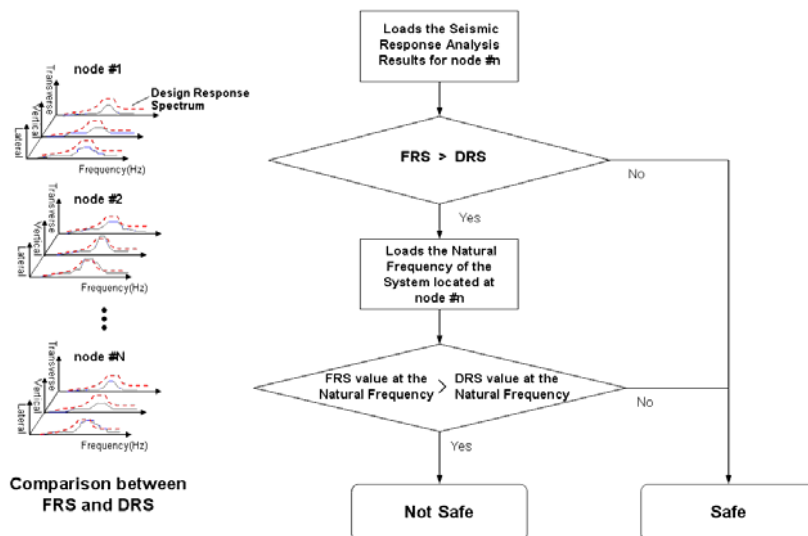 node #1
Transverse
Vertical
Lateral
Design Response
Spectrum
Frequency(Hz)
node #2
Transverse
Vertical
Lateral
Frequency(Hz)
node #N
Transverse
Vertical
Lateral
Frequency(Hz)
Comparison between
FRS and DRS
Loads the Seismic
Response Analysis
Results for node #n
FRS > DRS
No
Yes
Loads the Natural
Frequency of the
System located at
node #n
FRS value at the
Natural Frequency
>
DRS value at the
Natural Frequency
No
Yes
Not Safe
Safe